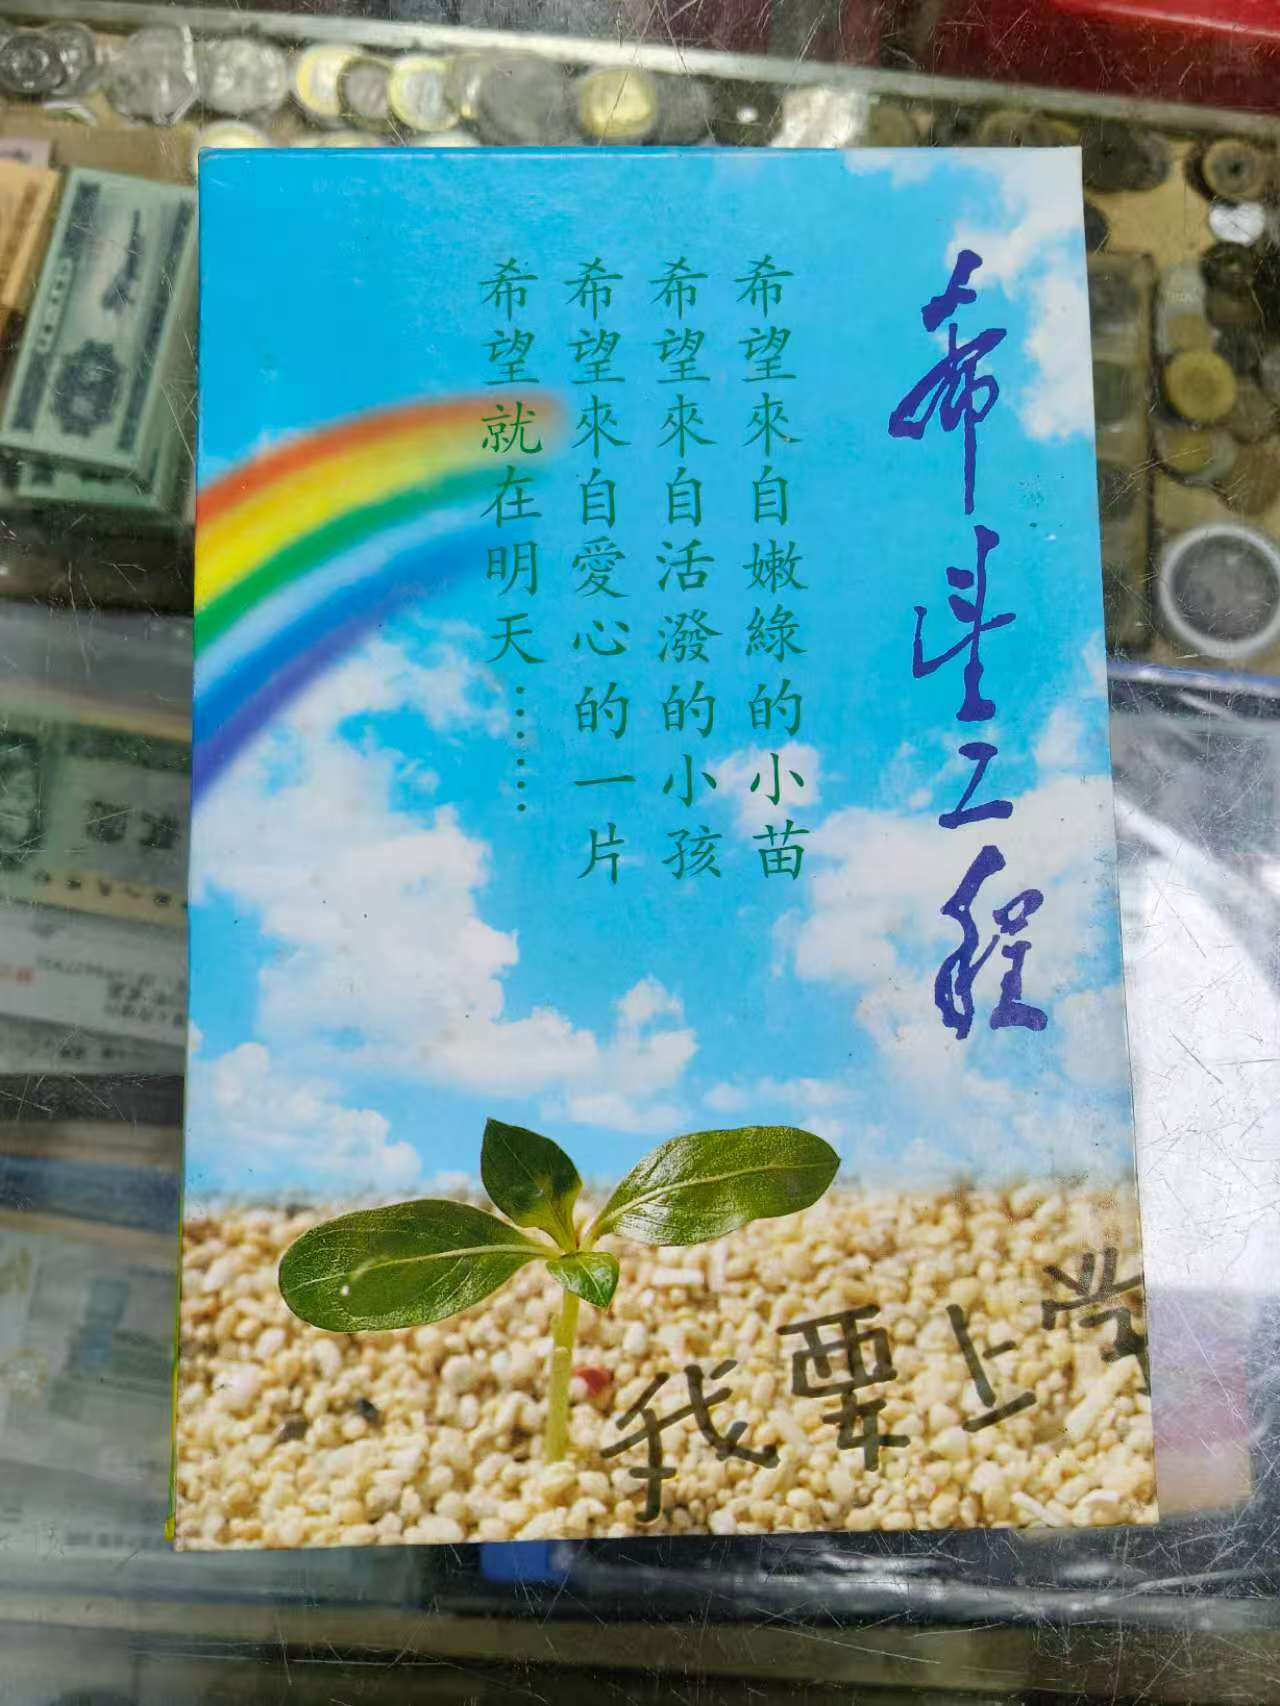 希望工程
希望來自嫩綠的小苗
希望來自活潑的小孩
希望來自愛心的一片
希望就在明天……
我要上学